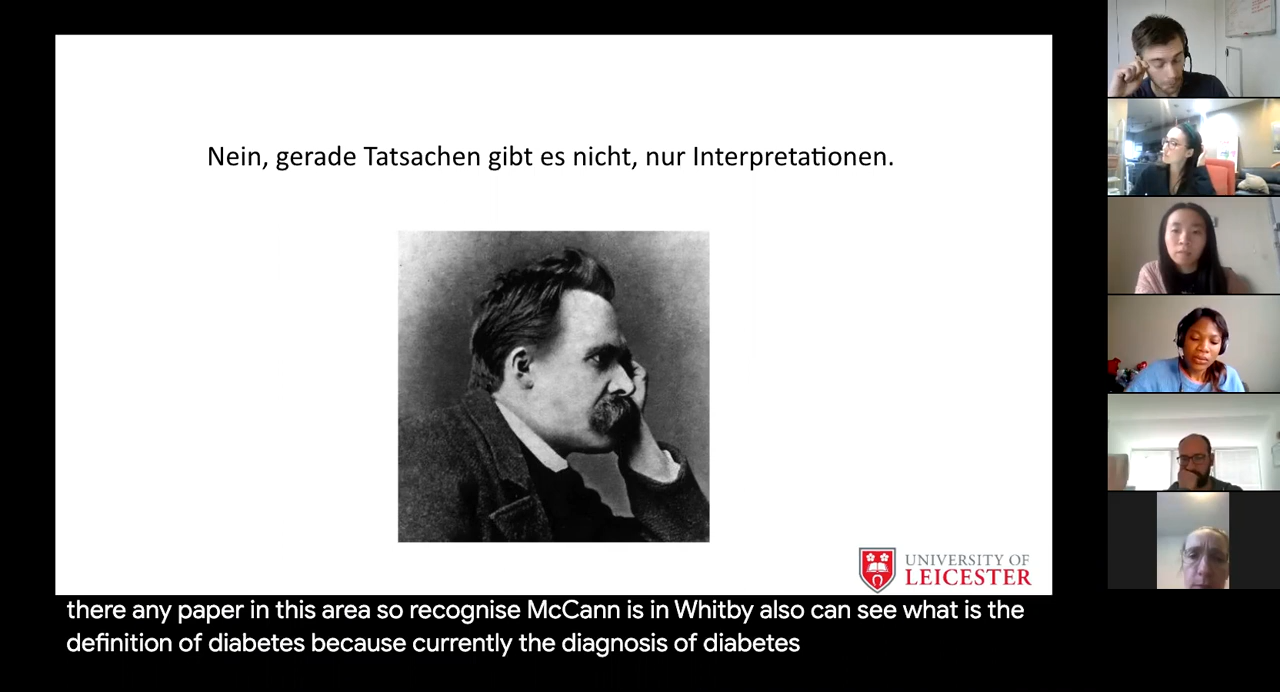 Nein, gerade Tatsachen gibt es nicht, nur Interpretationen.
UNIVERSITY OF
LEICESTER
there any paper in this area so recognise McCann is in Whitby also can see what is the
definition of diabetes because currently the diagnosis of diabetes